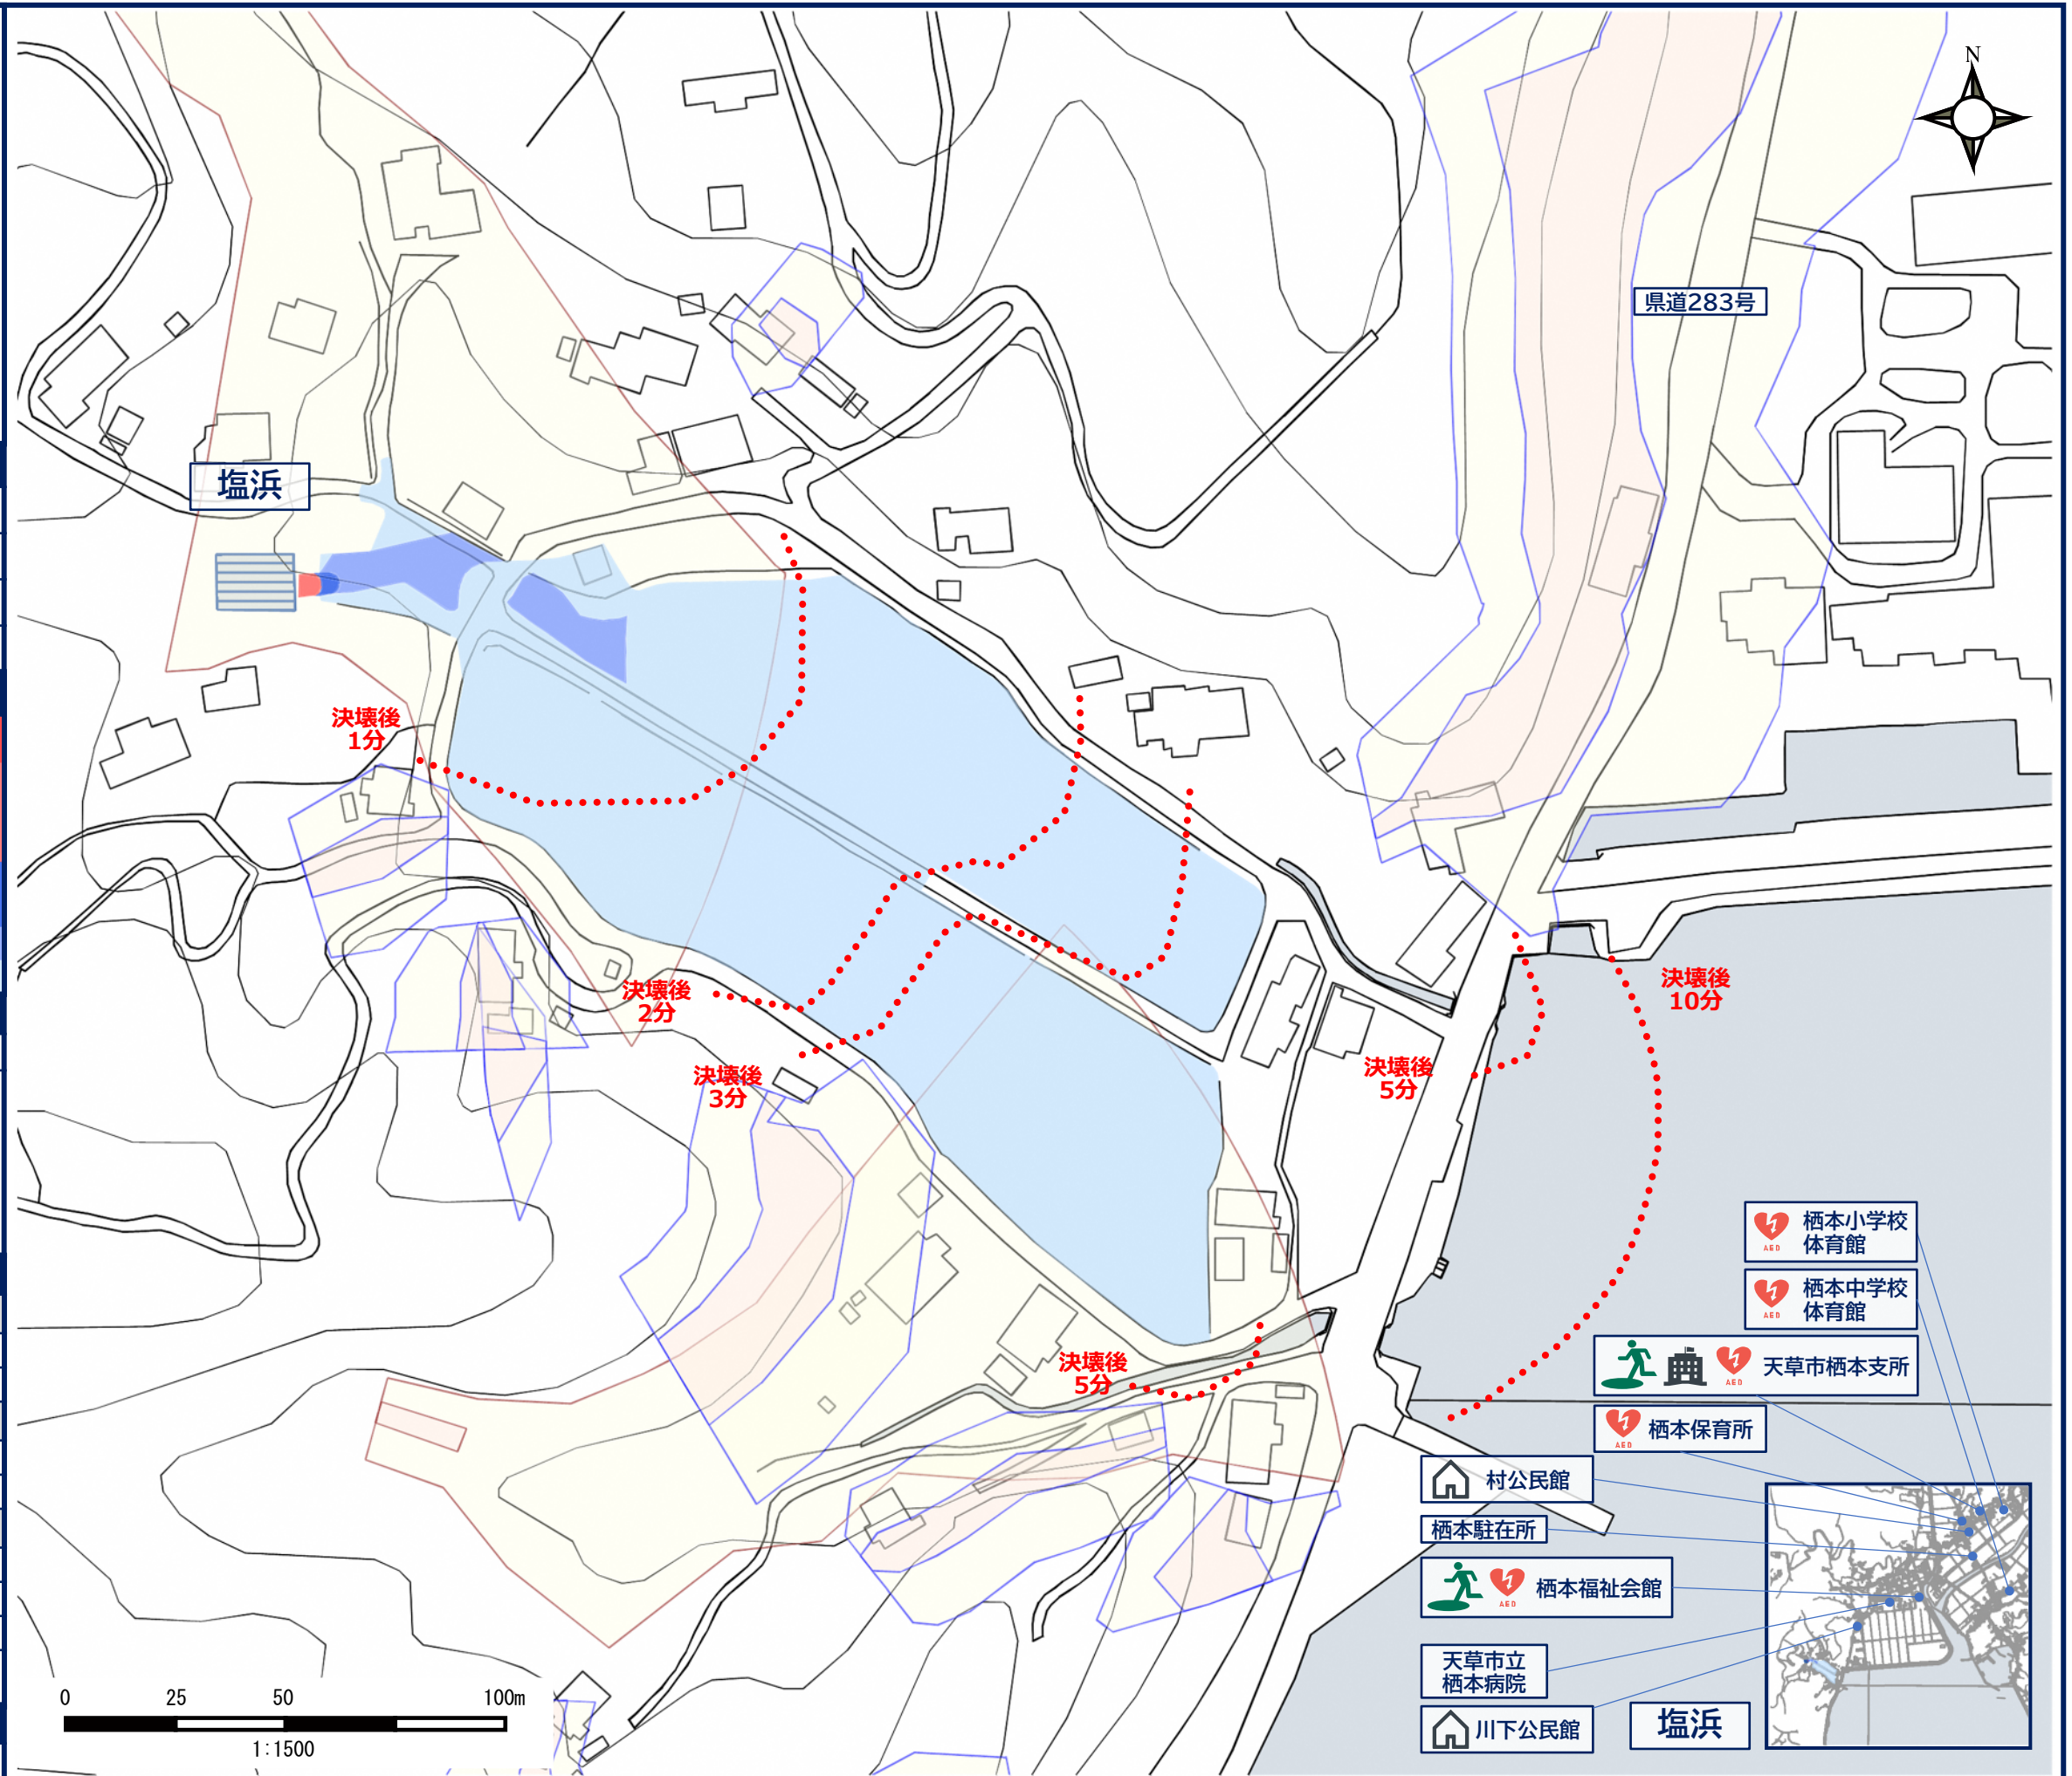 N
県道283号
塩浜
決壊後
1分
決壊後
2分
決壊後
3分
決壊後
5分
決壊後
10分
決壊後
5分
AED
栖本小学校
体育館
AED
栖本中学校
体育館
AED
天草市栖本支所
AED
栖本保育所
村公民館
栖本駐在所
AED
栖本福祉会館
天草市立
栖本病院
川下公民館
塩浜
0 25 50 100m
1:1500